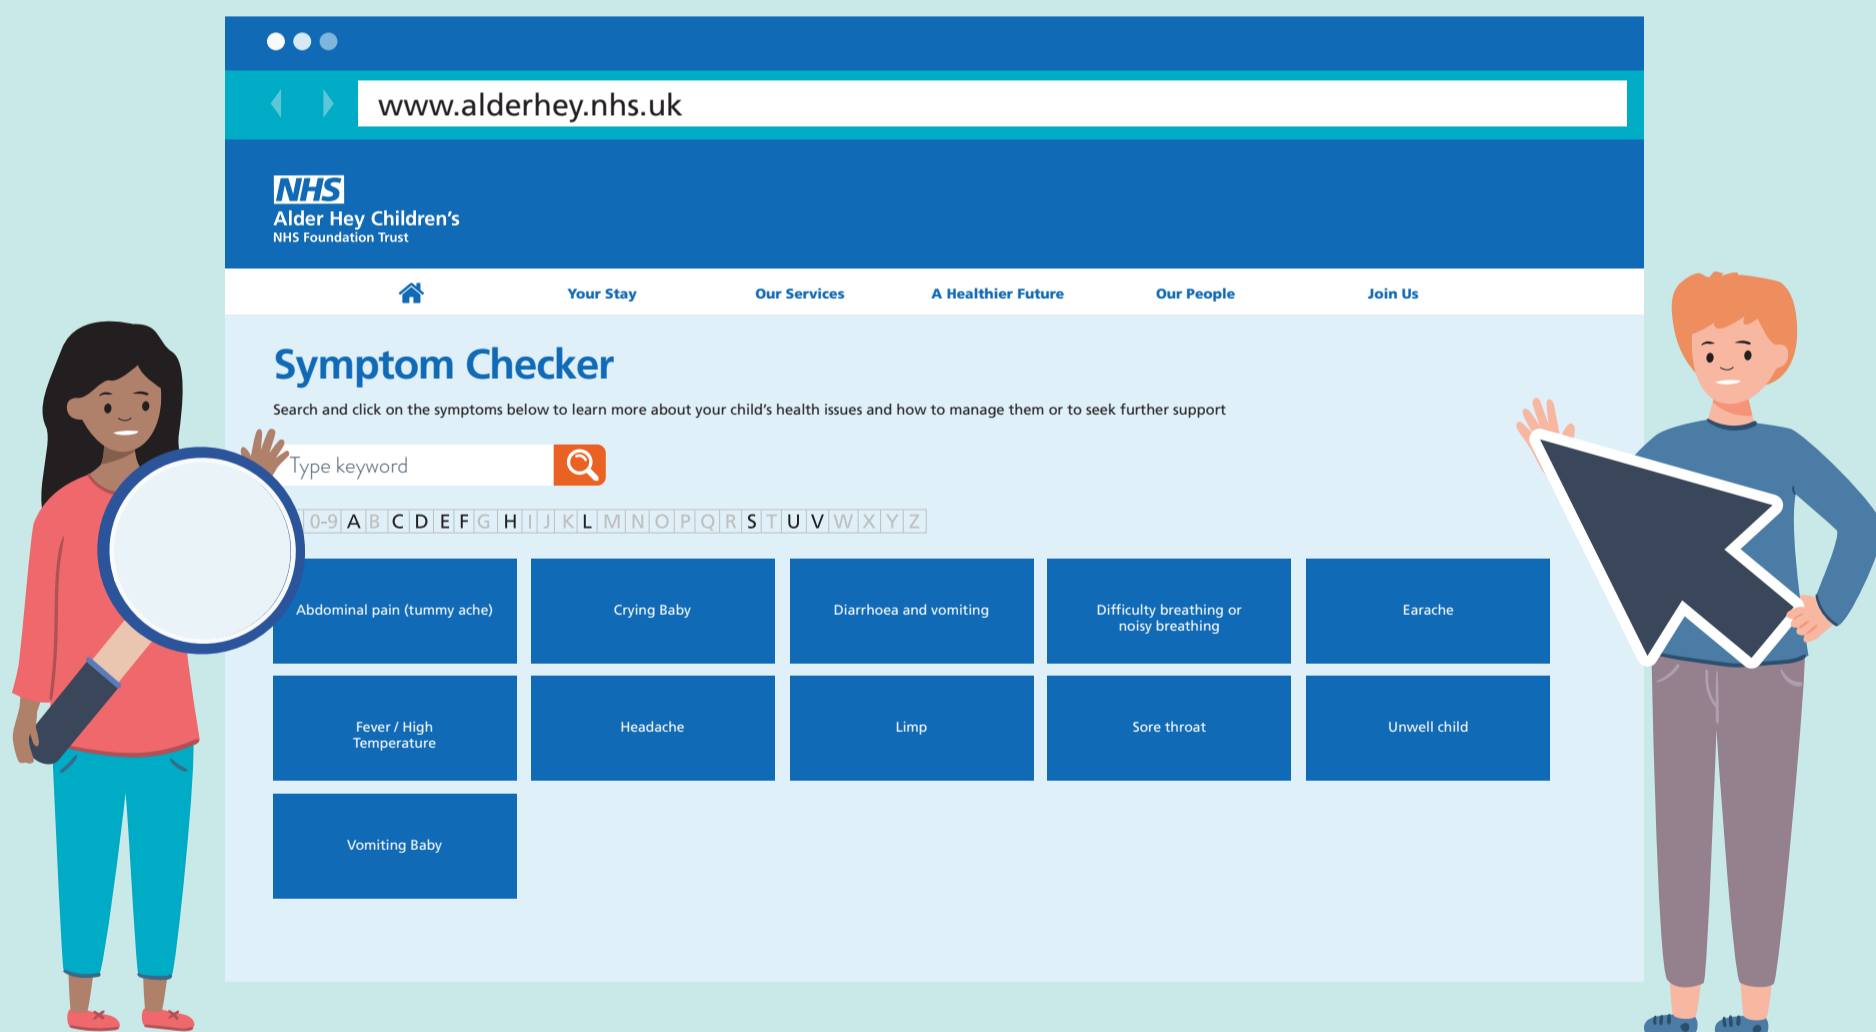 www.alderhey.nhs.uk
NHS
Alder Hey Children's
NHS Foundation Trust
Your Stay
Our Services
A Healthier Future
Our People
Join Us
Symptom Checker
Search and click on the symptoms below to learn more about your child's health issues and how to manage them or to seek further support
Type keyword
0-9 A B C D E F G H I J K L M N O P Q R S T U V W X Y Z
Abdominal pain (tummy ache)
Crying Baby
Diarrhoea and vomiting
Difficulty breathing or
noisy breathing
Earache
Fever / High
Temperature
Headache
Limp
Sore throat
Unwell child
Vomiting Baby